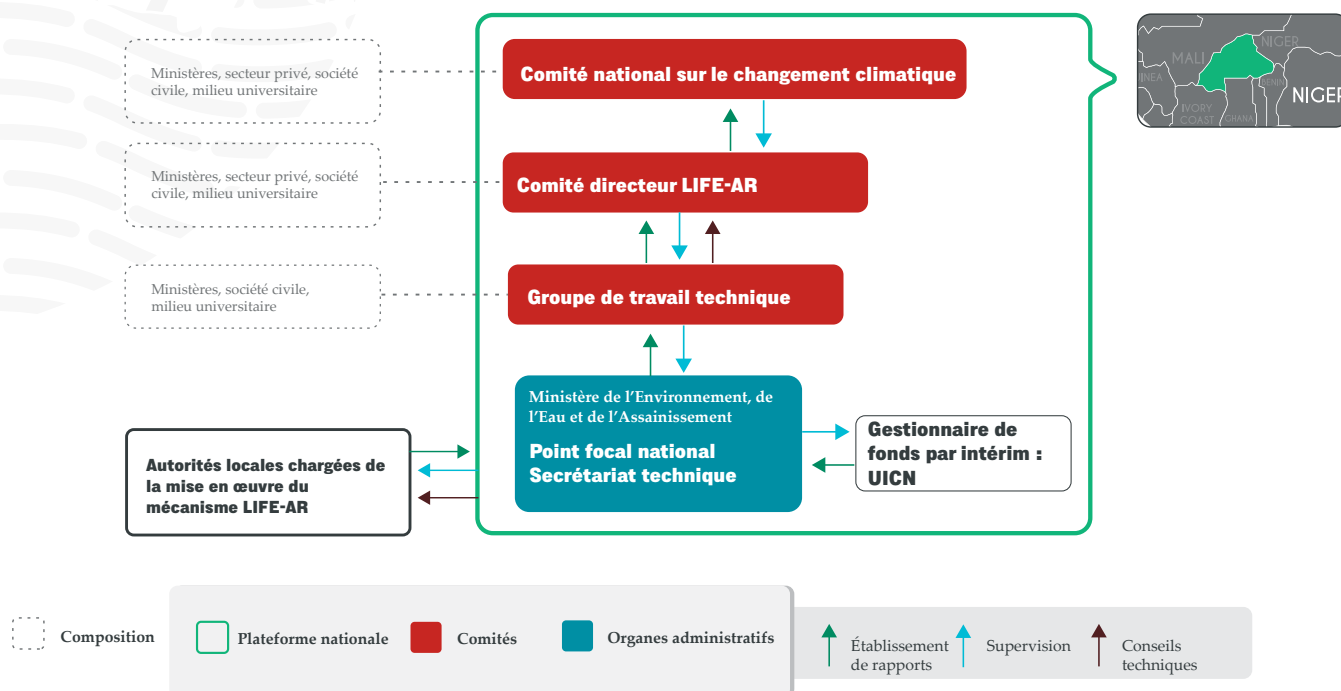 Ministères, secteur privé, société
civile, milieu universitaire
Comité national sur le changement climatique
MALI
NIGER
BENIN
IVORY
COAST
GHANA
Ministères, secteur privé, société
civile, milieu universitaire
Comité directeur LIFE-AR
Ministères, société civile,
milieu universitaire
Groupe de travail technique
Ministère de l'Environnement, de
l'Eau et de l'Assainissement
Point focal national
Secrétariat technique
Gestionnaire de
fonds par intérim :
UICN
Autorités locales chargées de
la mise en œuvre du
mécanisme LIFE-AR
Composition
Plateforme nationale
Comités
Organes administratifs
Établissement
de rapports
Supervision
Conseils
techniques